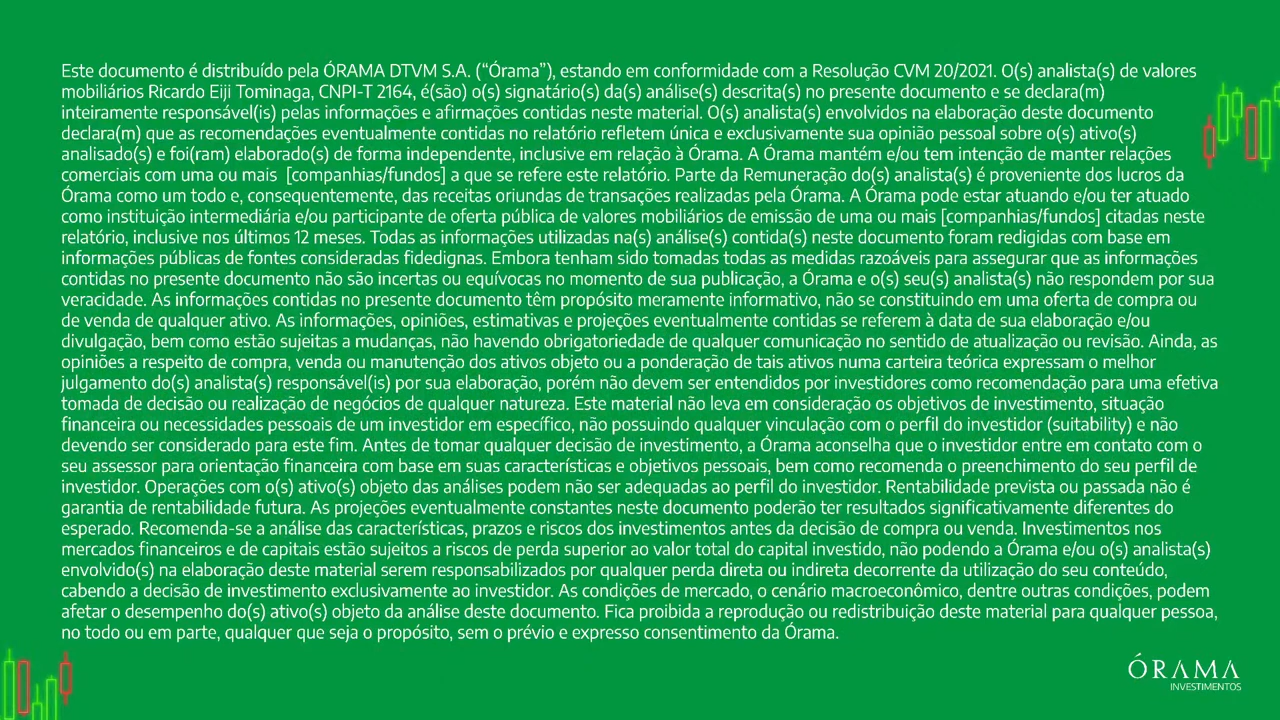 Este documento é distribuído pela ÓRAMA DTVM S.A. (“Órama”), estando em conformidade com a Resolução CVM 20/2021. O(s) analista(s) de valores
mobiliários Ricardo Eiji Tominaga, CNPI-T 2164, é(são) o(s) signatário(s) da(s) análise(s) descrita(s) no presente documento e se declara(m)
inteiramente responsável(is) pelas informações e afirmações contidas neste material. O(s) analista(s) envolvidos na elaboração deste documento
declara(m) que as recomendações eventualmente contidas no relatório refletem única e exclusivamente sua opinião pessoal sobre o(s) ativo(s)
analisado(s) e foi(ram) elaborado(s) de forma independente, inclusive em relação à Órama. A Órama mantém e/ou tem intenção de manter relações
comerciais com uma ou mais  [companhias/fundos] a que se refere este relatório. Parte da Remuneração do(s) analista(s) é proveniente dos lucros da
Órama como um todo e, consequentemente, das receitas oriundas de transações realizadas pela Órama. A Órama pode estar atuando e/ou ter atuado
como instituição intermediária e/ou participante de oferta pública de valores mobiliários de emissão de uma ou mais [companhias/fundos] citadas neste
relatório, inclusive nos últimos 12 meses. Todas as informações utilizadas na(s) análise(s) contida(s) neste documento foram redigidas com base em
informações públicas de fontes consideradas fidedignas. Embora tenham sido tomadas todas as medidas razoáveis para assegurar que as informações
contidas no presente documento não são incertas ou equívocas no momento de sua publicação, a Órama e o(s) seu(s) analista(s) não respondem por sua
veracidade. As informações contidas no presente documento têm propósito meramente informativo, não se constituindo em uma oferta de compra ou
de venda de qualquer ativo. As informações, opiniões, estimativas e projeções eventualmente contidas se referem à data de sua elaboração e/ou
divulgação, bem como estão sujeitas a mudanças, não havendo obrigatoriedade de qualquer comunicação no sentido de atualização ou revisão. Ainda, as
opiniões a respeito de compra, venda ou manutenção dos ativos objeto ou a ponderação de tais ativos numa carteira teórica expressam o melhor
julgamento do(s) analista(s) responsável(is) por sua elaboração, porém não devem ser entendidos por investidores como recomendação para uma efetiva
tomada de decisão ou realização de negócios de qualquer natureza. Este material não leva em consideração os objetivos de investimento, situação
financeira ou necessidades pessoais de um investidor em específico, não possuindo qualquer vinculação com o perfil do investidor (suitability) e não
devendo ser considerado para este fim. Antes de tomar qualquer decisão de investimento, a Órama aconselha que o investidor entre em contato com o
seu assessor para orientação financeira com base em suas características e objetivos pessoais, bem como recomenda o preenchimento do seu perfil de
investidor. Operações com o(s) ativo(s) objeto das análises podem não ser adequadas ao perfil do investidor. Rentabilidade prevista ou passada não é
garantia de rentabilidade futura. As projeções eventualmente constantes neste documento poderão ter resultados significativamente diferentes do
esperado. Recomenda-se a análise das características, prazos e riscos dos investimentos antes da decisão de compra ou venda. Investimentos nos
mercados financeiros e de capitais estão sujeitos a riscos de perda superior ao valor total do capital investido, não podendo a Órama e/ou o(s) analista(s)
envolvido(s) na elaboração deste material serem responsabilizados por qualquer perda direta ou indireta decorrente da utilização do seu conteúdo,
cabendo a decisão de investimento exclusivamente ao investidor. As condições de mercado, o cenário macroeconômico, dentre outras condições, podem
afetar o desempenho do(s) ativo(s) objeto da análise deste documento. Fica proibida a reprodução ou redistribuição deste material para qualquer pessoa,
no todo ou em parte, qualquer que seja o propósito, sem o prévio e expresso consentimento da Órama.
ÓRAMA
INVESTIMENTOS